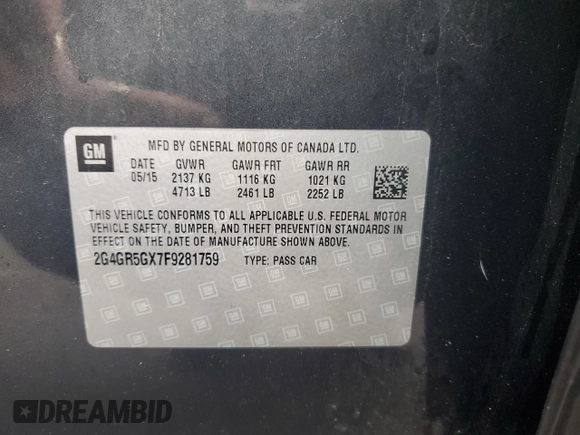 GM
MFD BY GENERAL MOTORS OF CANADA LTD.
DATE GVWR GAWR FRT GAWR RR
05/15 2137 KG 1116 KG 1021 KG
4713 LB 2461 LB 2252 LB
THIS VEHICLE CONFORMS TO ALL APPLICABLE U.S. FEDERAL MOTOR
VEHICLE SAFETY, BUMPER, AND THEFT PREVENTION STANDARDS IN
EFFECT ON THE DATE OF MANUFACTURE SHOWN ABOVE.
2G4GR5GX7F9281759 TYPE: PASS CAR
DREAMBID